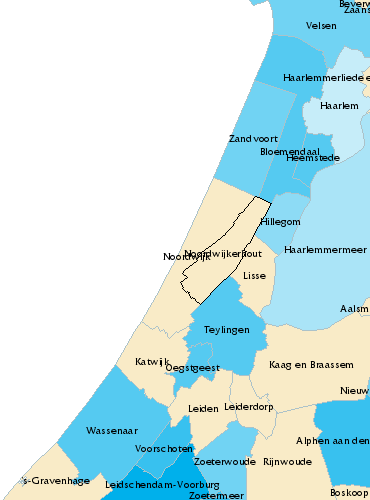 Beverw
Zaans
Velsen
Haarlemmerliede e
Haarlem
Zandvoort
Bloemendaal
Heemstede
Hillegom
Noordwijkerhout
Noordwijk
Haarlemmermeer
Lisse
Aalsm
Teylingen
Katwijk
Oegstgeest
Kaag en Braassem
Nieuw
Leiden
Leiderdorp
Wassenaar
Alphen aan den
Voorschoten
Zoeterwoude
Rijnwoude
's-Gravenhage
Leidschendam-Voorburg
Zoetermeer
Boskoop